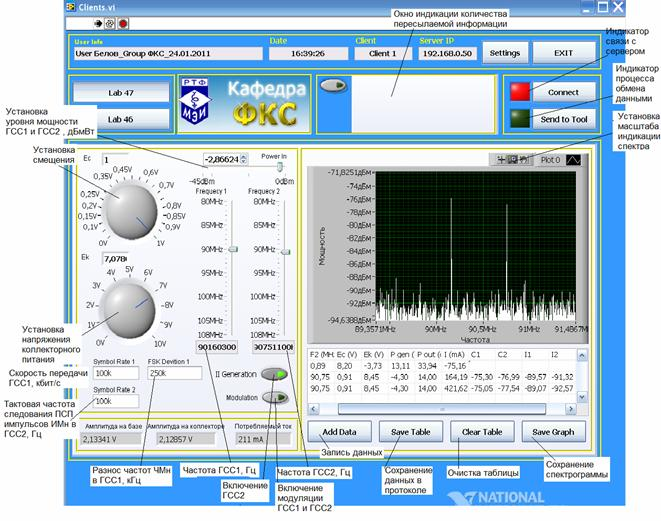 Clients.vi
Окно индикации количества
пересылаемой информации
User Info
Date
Client
Server IP
User Белов_Group ФКС_24.01.2011
16:39:26
Client 1
192.168.0.50
Settings
EXIT
Индикатор
связи с
сервером
Индикатор
процесса
обмена
данными
Lab 47
Lab 46
РТФ
МЭИ
Кафедра
ФКС
Connect
Send to Tool
Установка
уровня мощности
ГСС1 и ГСС2 , дБмВт
Установка
масштаба
индикации
спектра
Установка
смещения
Ec
1
-2,86624
Power In
-45dBm
0dBm
0,35V
0,45V
0,55V
0,65V
0,25V
0,75V
0,2V
0,8V
0,15V
0,85V
0,1V
0,9V
0V
1V
Frequecy 1
Frequecy 2
80MHz
80MHz
85MHz
85MHz
90MHz
90MHz
95MHz
95MHz
100MHz
100MHz
105MHz
105MHz
108MHz
108MHz
90160300
90751100
Ek
7,078
4V
5V
6V
3V
7V
2V
8V
1V
9V
0V
10V
Plot 0
Мощность
-71,8251дБм
-74дБм
-76дБм
-78дБм
-80дБм
-82дБм
-84дБм
-86дБм
-88дБм
-90дБм
-92дБм
-94,6388дБм
89,3571MHz
90MHz
90,5MHz
91MHz
91,4867M
Частота
Установка
напряжения
коллекторного
питания
Скорость передачи
ГСС1, кбит/с
Тактовая частота
следования ПСП
импульсов ИМн в
ГСС2, Гц
Symbol Rate 1
FSK Devition 1
100k
250k
Symbol Rate 2
100k
II Generation
Modulation
F2 (MH
Ec (V)
Ek (V)
P gen (
P out (
I (mA)
C1
C2
I1
I2
0,89 8,20 -3,73 13,11 33,94 -75,16
90,75 0,91 8,45 -4,30 14,00 164,19 -75,30 -76,99 -89,57 -91,32
90,75 0,91 8,45 -4,30 14,00 421,62 -75,05 -77,54 -89,07 -92,57
Амплитуда на базе
Амплитуда на коллекторе
Потребляемый ток
2,13341 V
2,12857 V
211 mA
Add Data
Save Table
Clear Table
Save Graph
Запись данных
Разнос частот ЧМн
в ГСС1, кГц
Частота ГСС1, Гц
Частота ГСС2, Гц
Включение
ГСС2
Включение
модуляции
ГСС1 и ГСС2
Сохранение
данных в
протоколе
Очистка таблицы
Сохранение
спектрограммы
NATIONAL